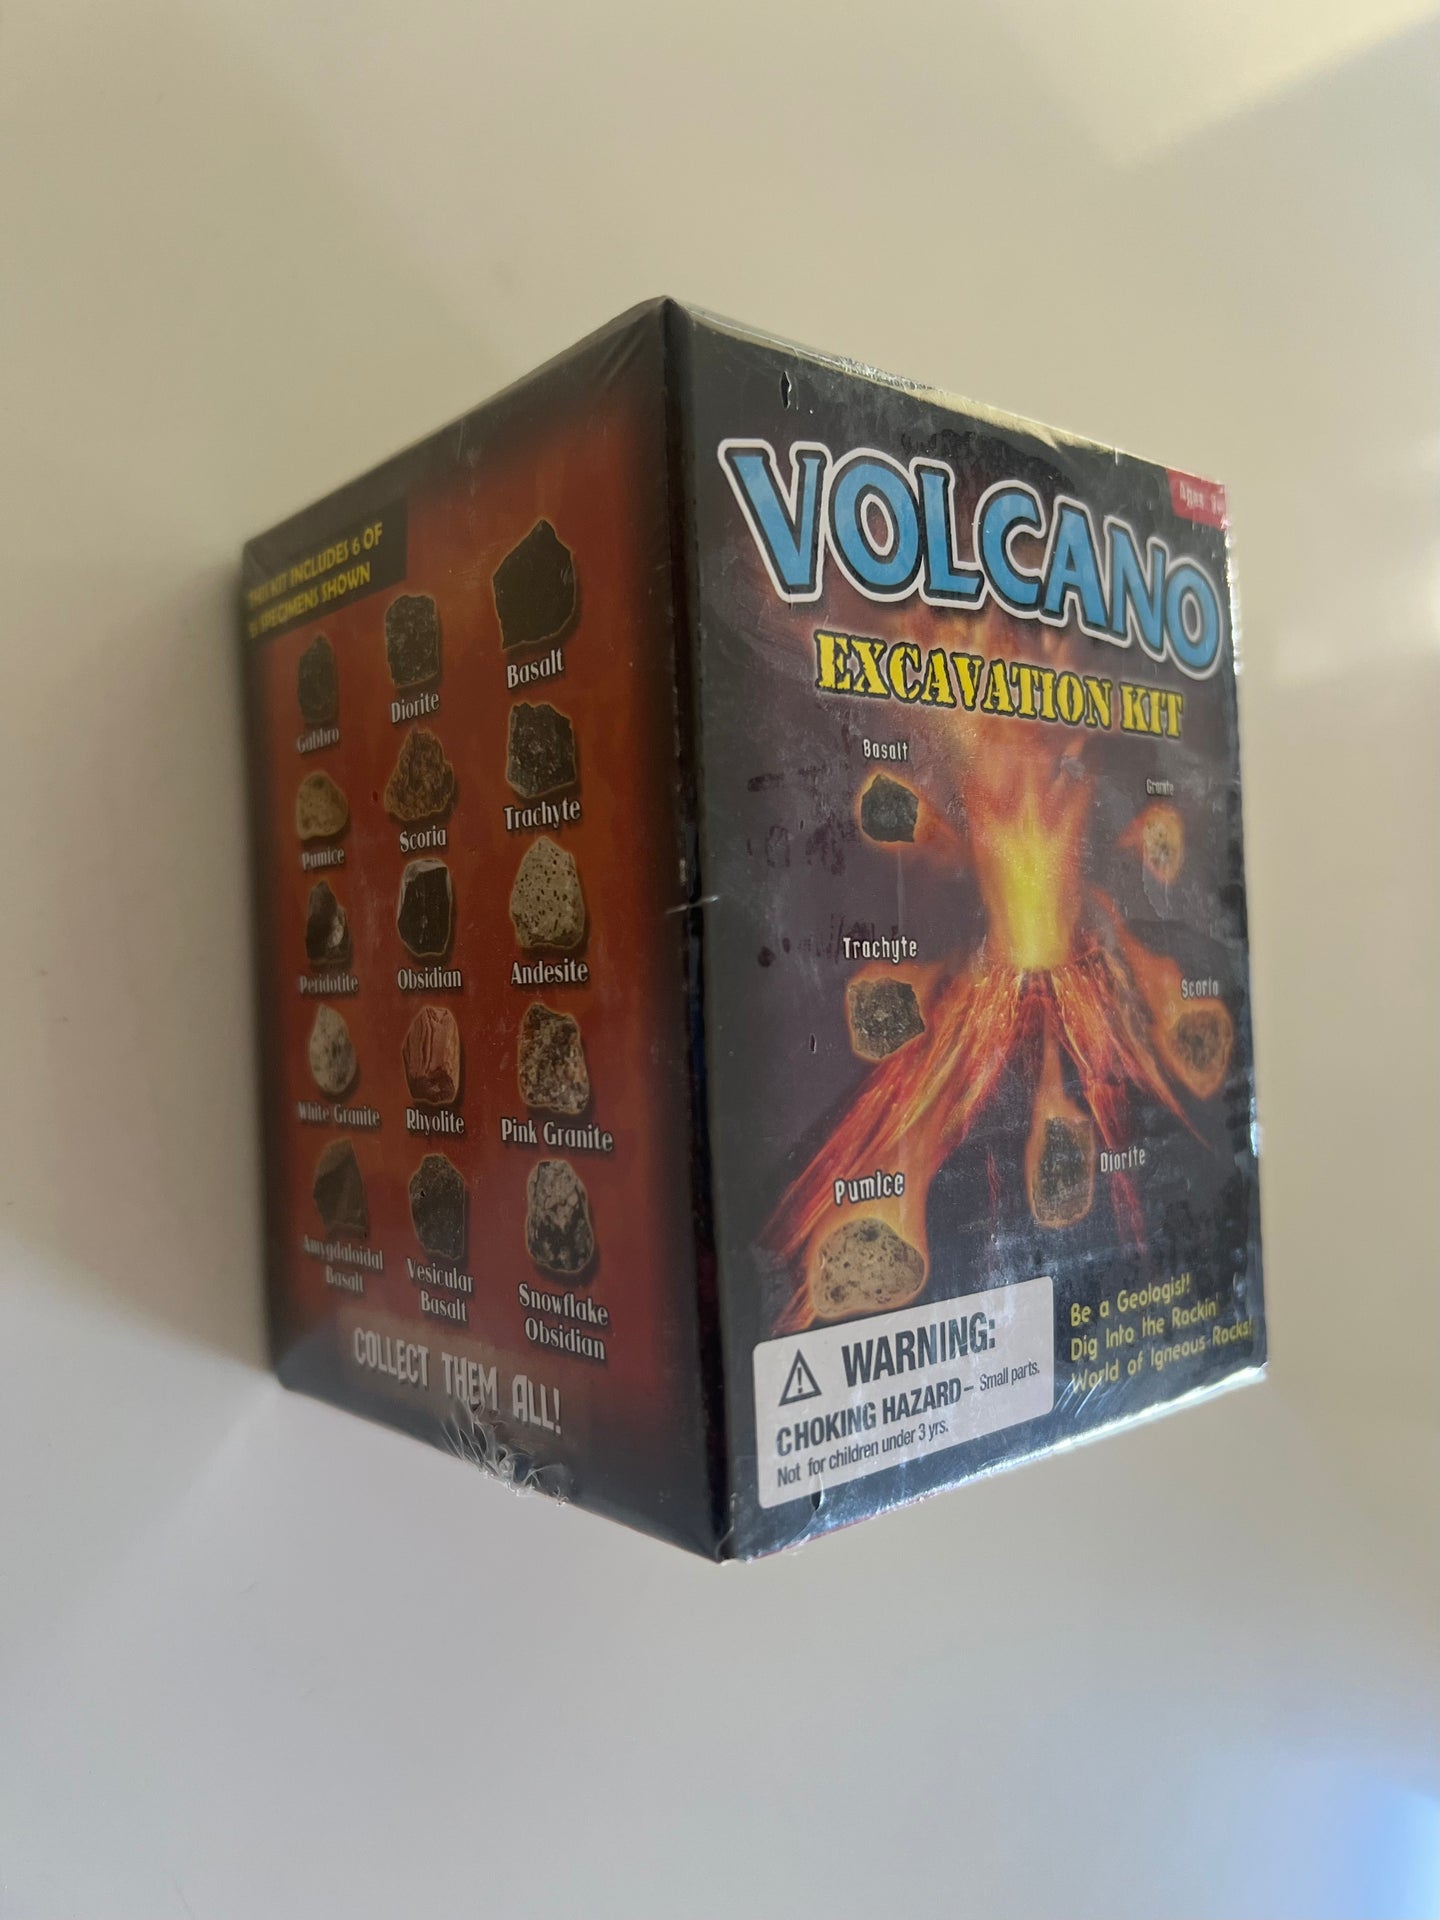 THIS KIT INCLUDES 6 OF
15 SPECIMENS SHOWN
Gabbro
Diorite
Basalt
Pumice
Scoria
Trachyte
Peridotite
Obsidian
Andesite
White Granite
Rhyolite
Pink Granite
Amygdaloidal
Basalt
Vesicular
Basalt
Snowflake
Obsidian
COLLECT THEM ALL!
Ages
VOLCANO
EXCAVATION KIT
Basalt
Granite
Trachyte
Scoria
Diorite
Pumice
WARNING:
CHOKING HAZARD– Small parts.
Not for children under 3 yrs.
Be a Geologist!
Dig Into the Rockin'
World of Igneous Rocks!